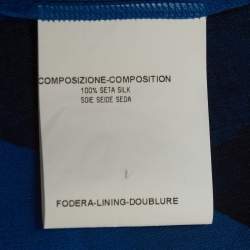 COMPOSIZIONE-COMPOSITION
100% SETA SILK
SOIE SEIDE SEDA
FODERA-LINING-DOUBLURE